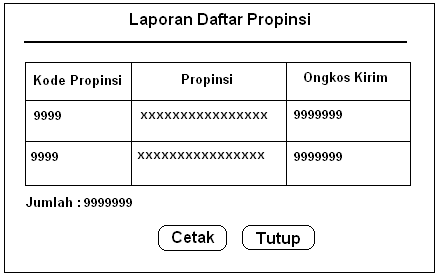 Laporan Daftar Propinsi
Kode Propinsi Propinsi Ongkos Kirim
9999 xxxxxxxxxxxxxxxx 9999999
9999 xxxxxxxxxxxxxxxx 9999999
Jumlah : 9999999
Cetak Tutup